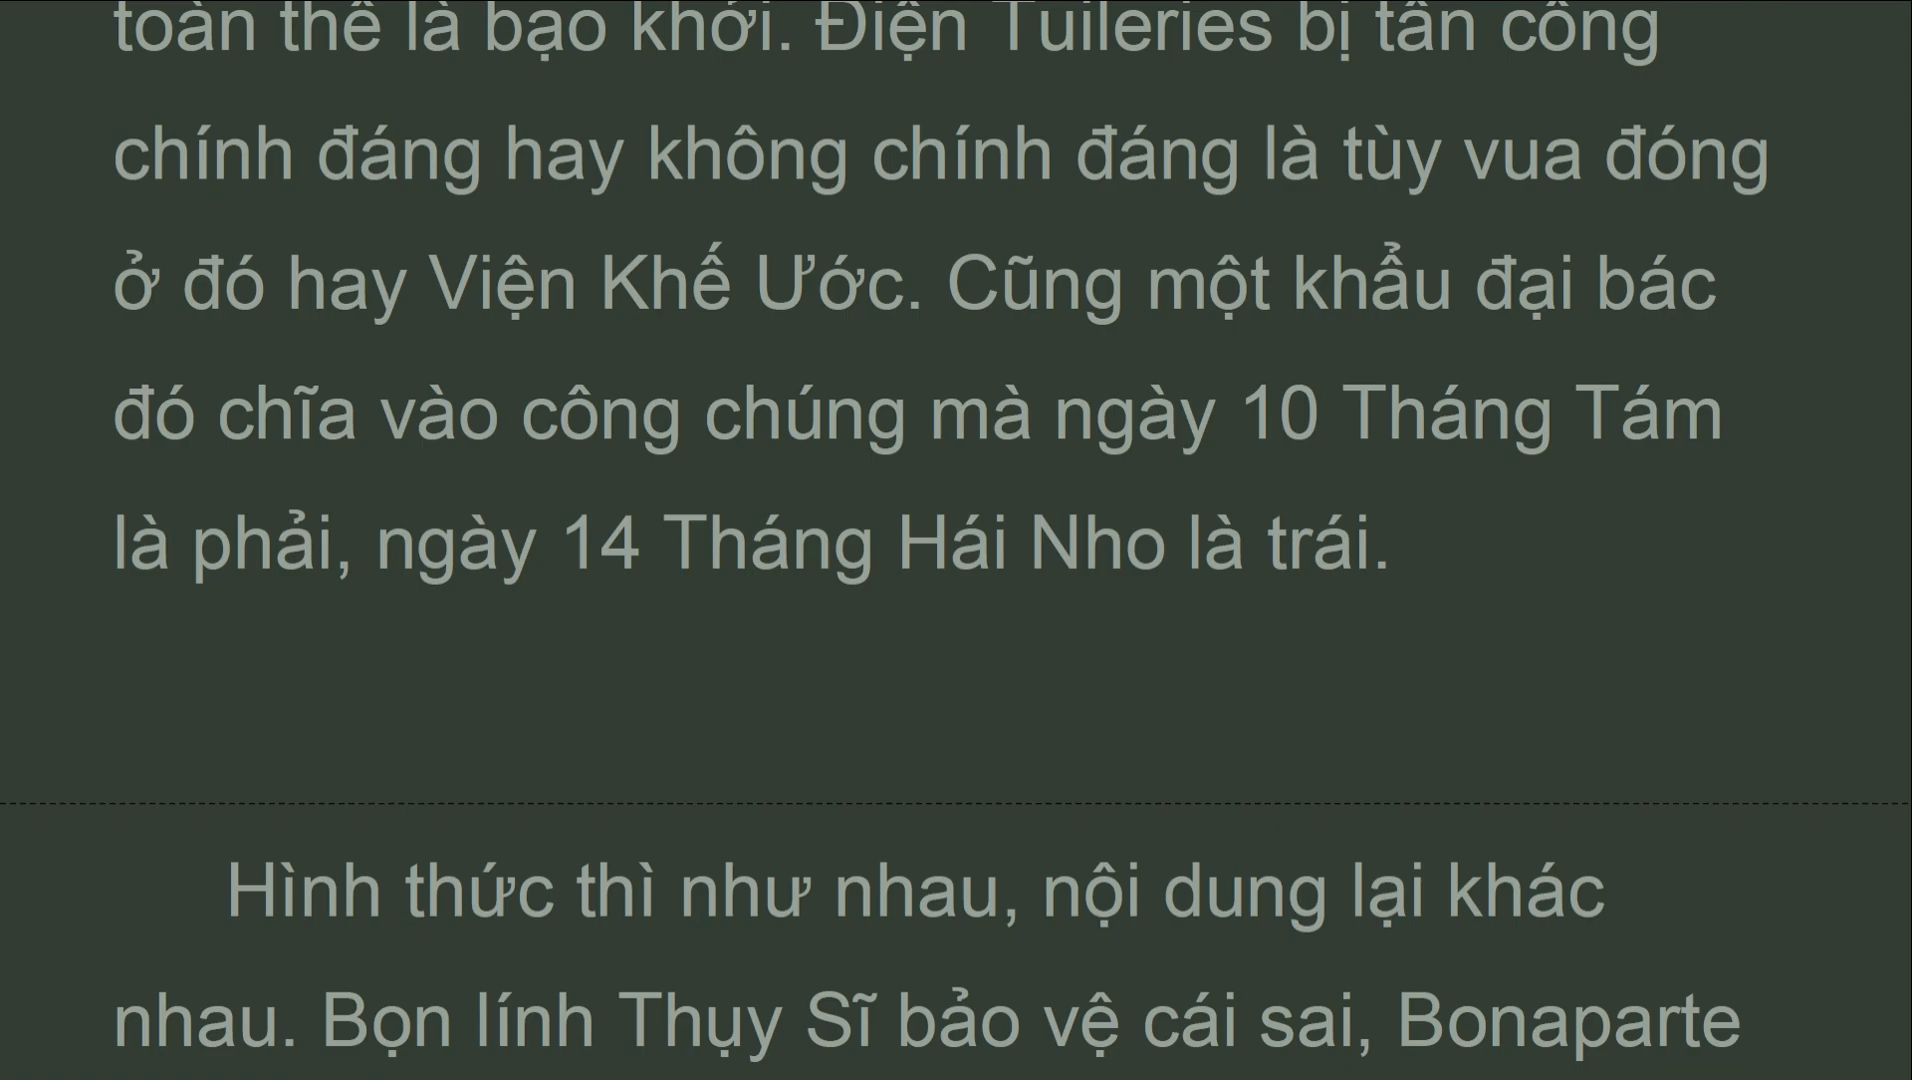 toàn thể là bạo khởi. Điện Tuileries bị tấn công
chính đáng hay không chính đáng là tùy vua đóng
ở đó hay Viện Khế Ước. Cũng một khẩu đại bác
đó chĩa vào công chúng mà ngày 10 Tháng Tám
là phải, ngày 14 Tháng Hái Nho là trái.
Hình thức thì như nhau, nội dung lại khác
nhau. Bọn lính Thụy Sĩ bảo vệ cái sai, Bonaparte